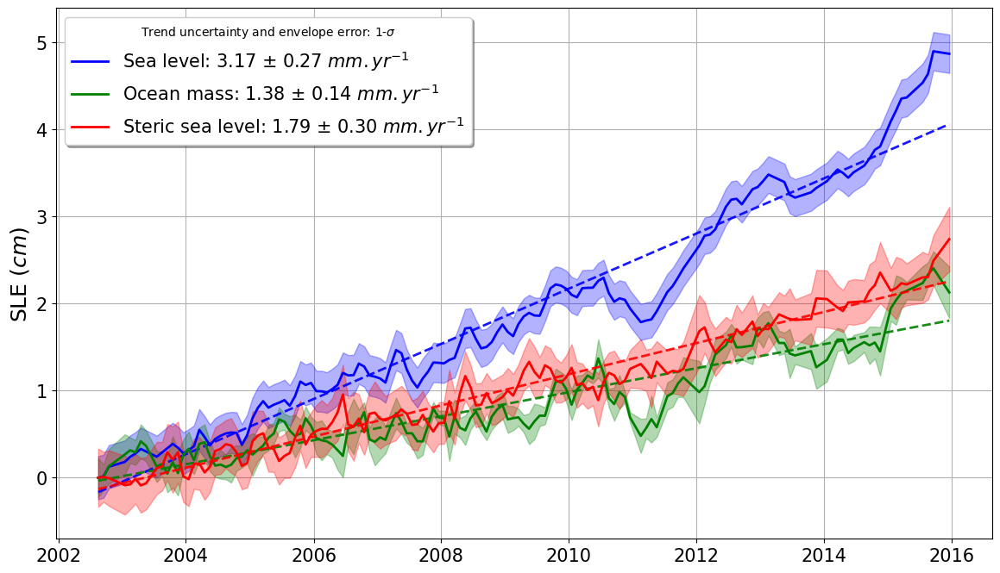 Trend uncertainty and envelope error: 1-σ
Sea level: 3.17 ± 0.27 mm.yr⁻¹
Ocean mass: 1.38 ± 0.14 mm.yr⁻¹
Steric sea level: 1.79 ± 0.30 mm.yr⁻¹
SLE (cm)
5
4
3
2
1
0
2002 2004 2006 2008 2010 2012 2014 2016